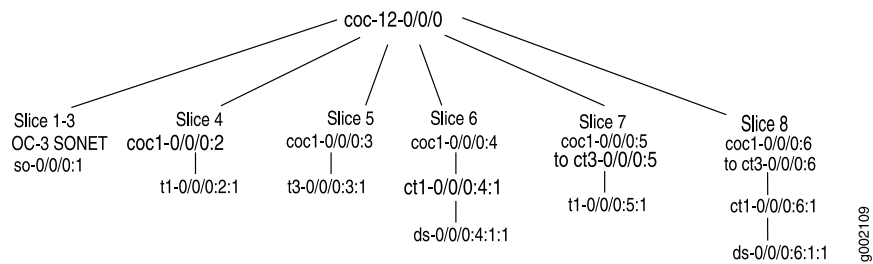 coc-12-0/0/0
Slice 1-3
OC-3 SONET
so-0/0/0:1
Slice 4
coc1-0/0/0:2
t1-0/0/0:2:1
Slice 5
coc1-0/0/0:3
t3-0/0/0:3:1
Slice 6
coc1-0/0/0:4
ct1-0/0/0:4:1
ds-0/0/0:4:1:1
Slice 7
coc1-0/0/0:5
to ct3-0/0/0:5
t1-0/0/0:5:1
Slice 8
coc1-0/0/0:6
to ct3-0/0/0:6
ct1-0/0/0:6:1
ds-0/0/0:6:1:1
g002109